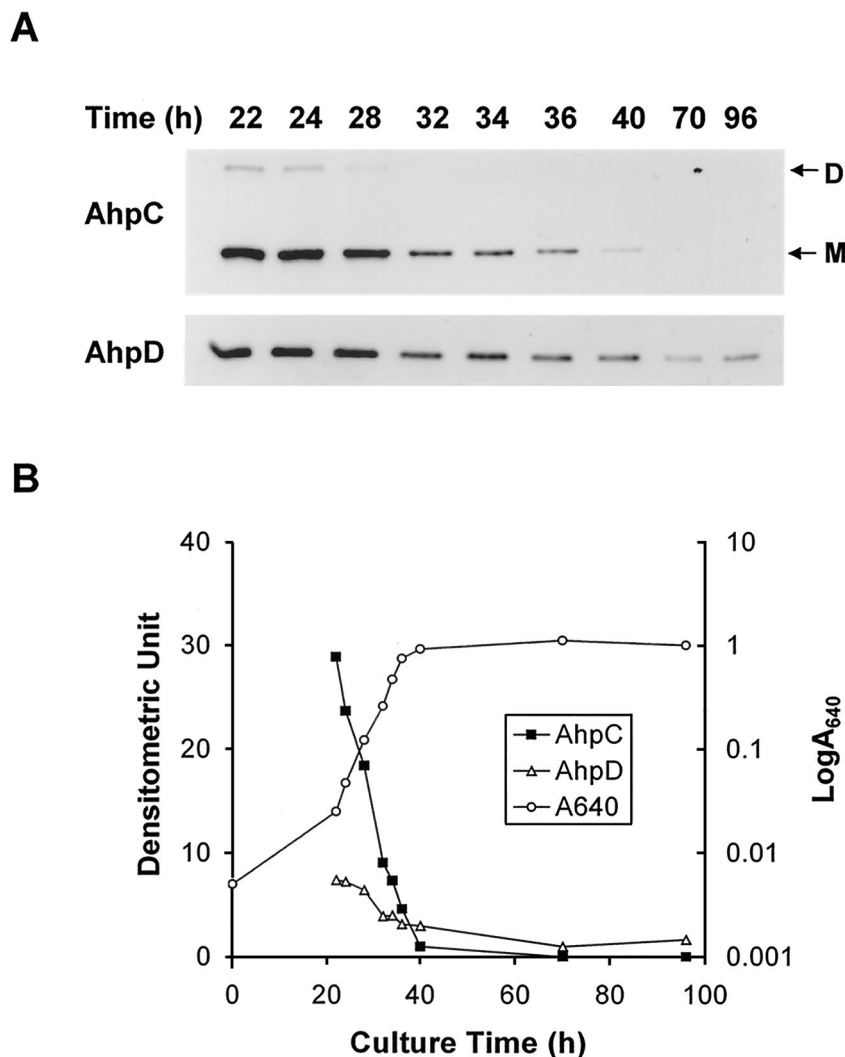 A
Time (h) 22 24 28 32 34 36 40 70 96
D
AhpC
M
AhpD
B
40 10
30 1
20 0.1
10 0.01
0 0.001
Densitometric Unit
LogA640
AhpC
AhpD
A640
0 20 40 60 80 100
Culture Time (h)